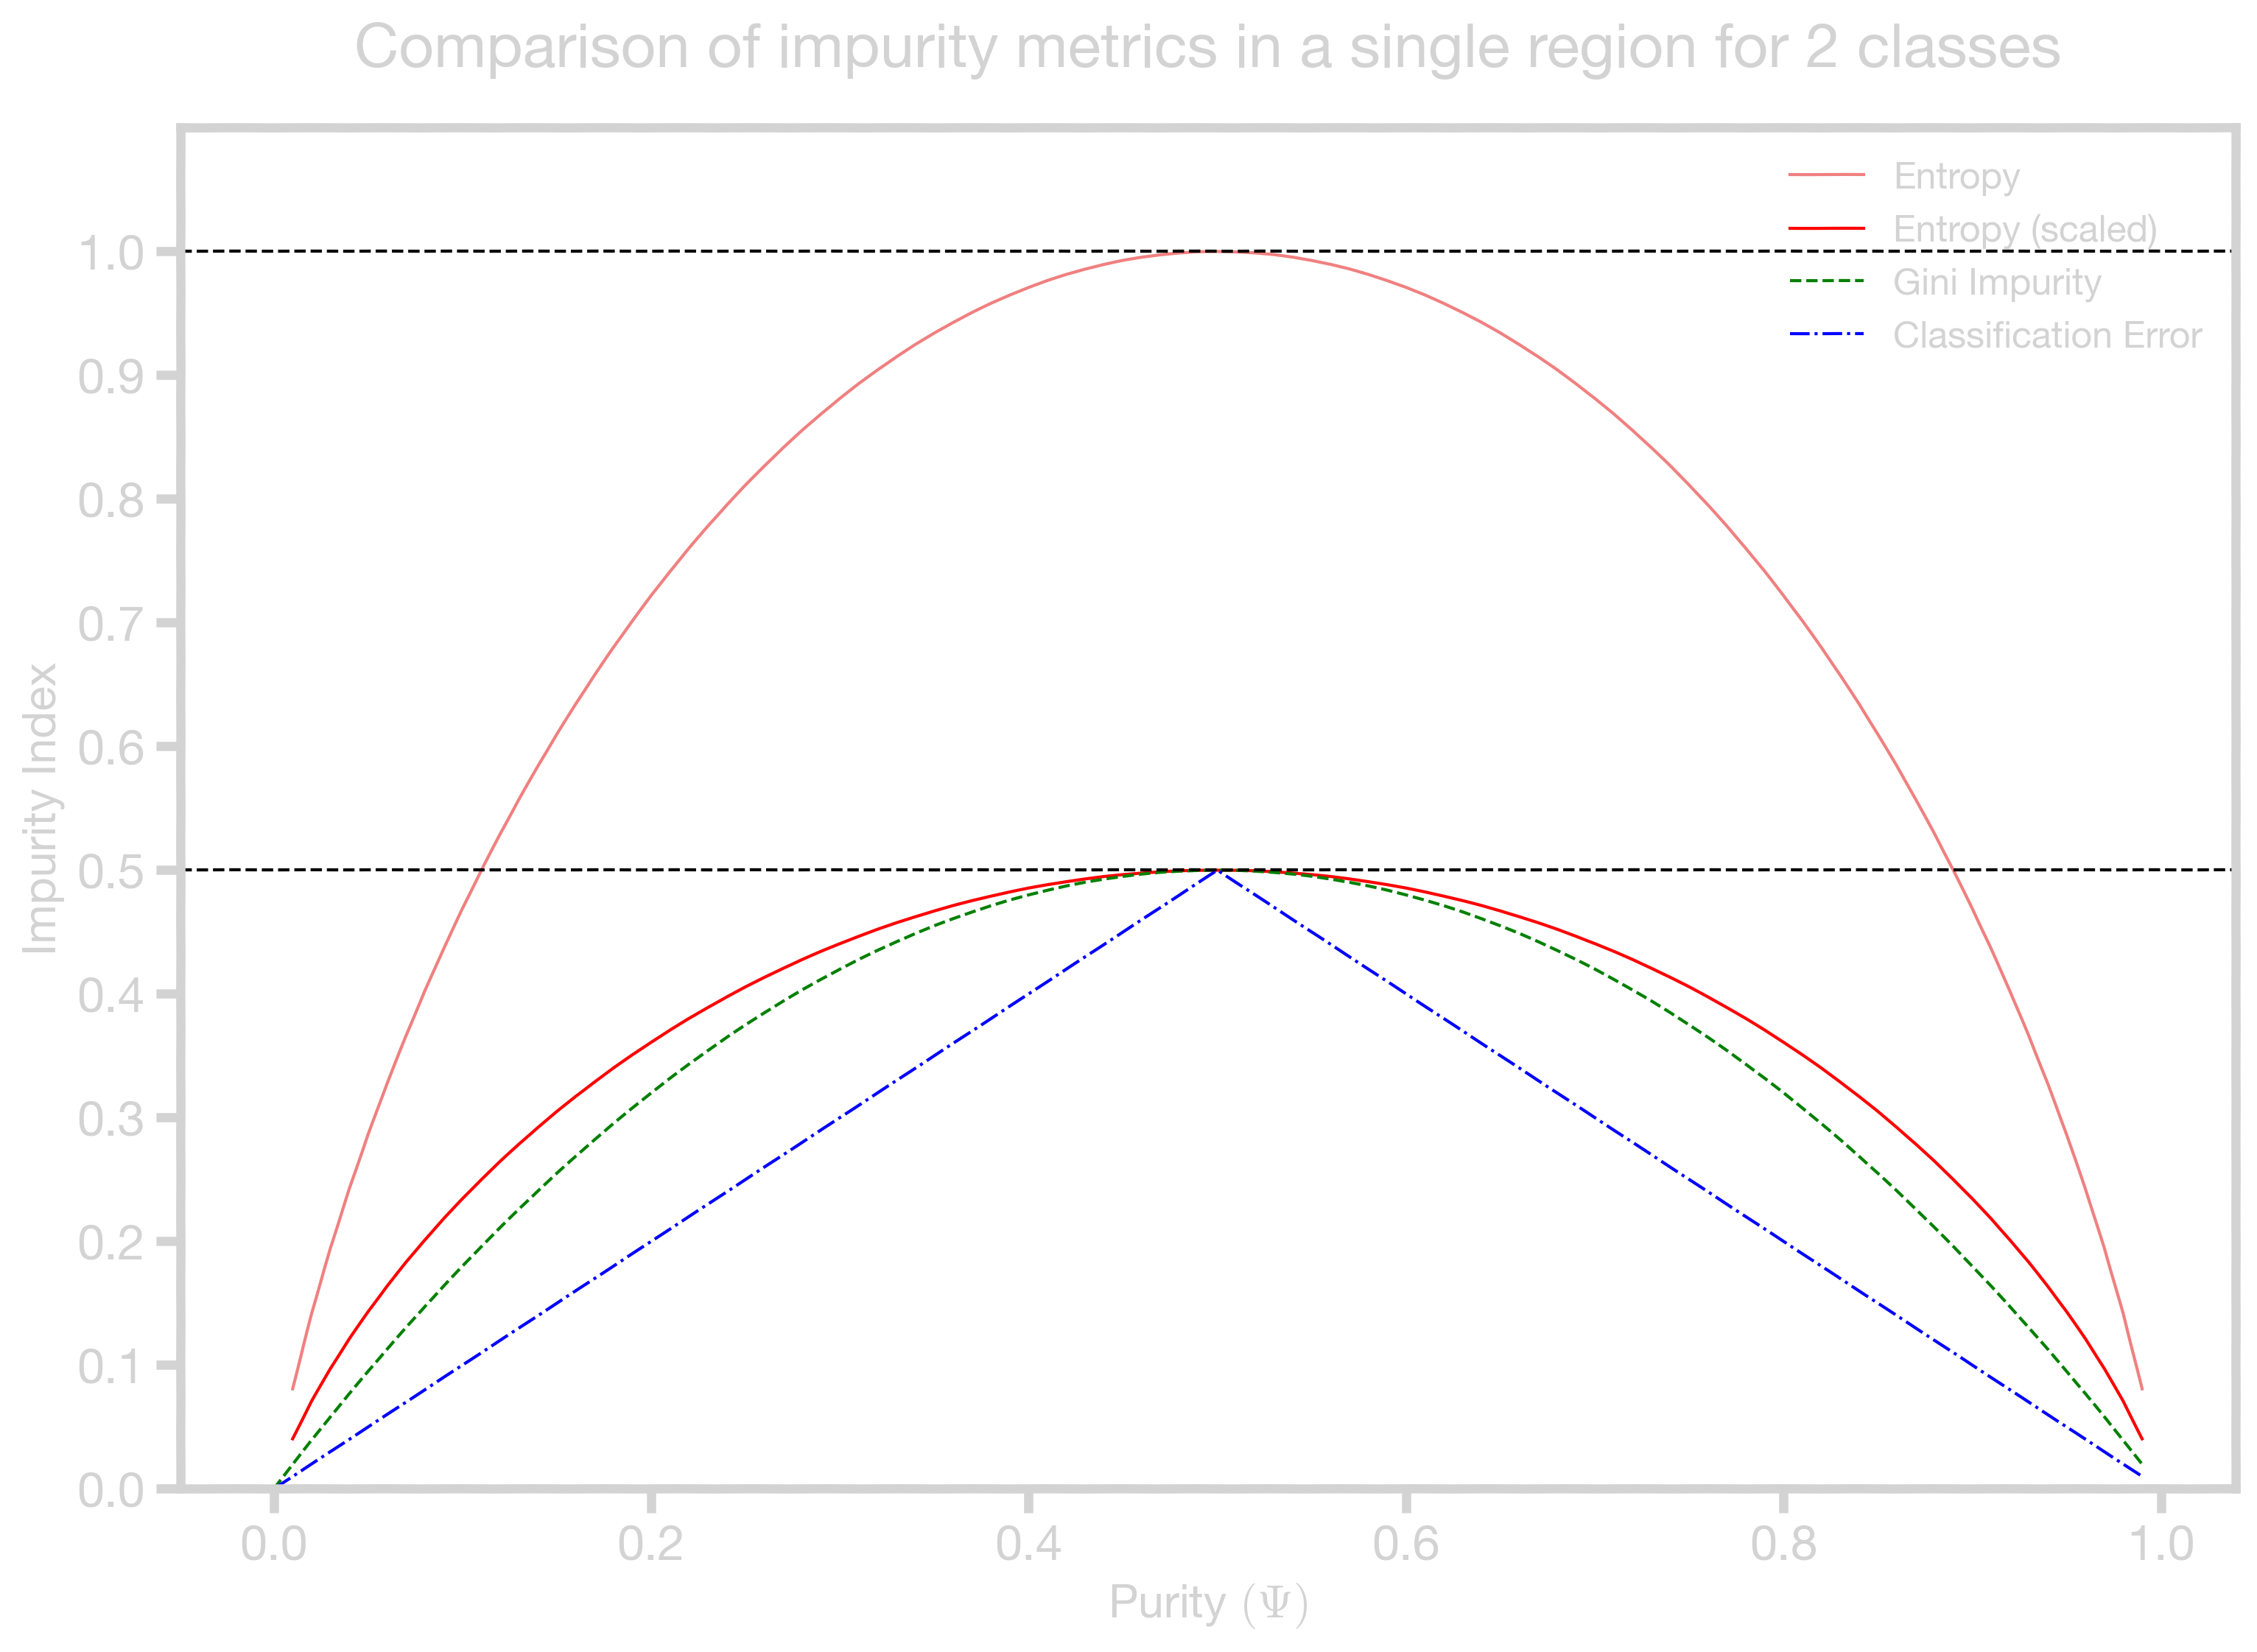 Comparison of impurity metrics in a single region for 2 classes
Entropy
Entropy (scaled)
Gini Impurity
Classification Error
1.0
0.9
0.8
0.7
0.6
0.5
0.4
0.3
0.2
0.1
0.0
Impurity Index
0.0 0.2 0.4 0.6 0.8 1.0
Purity (Ψ)